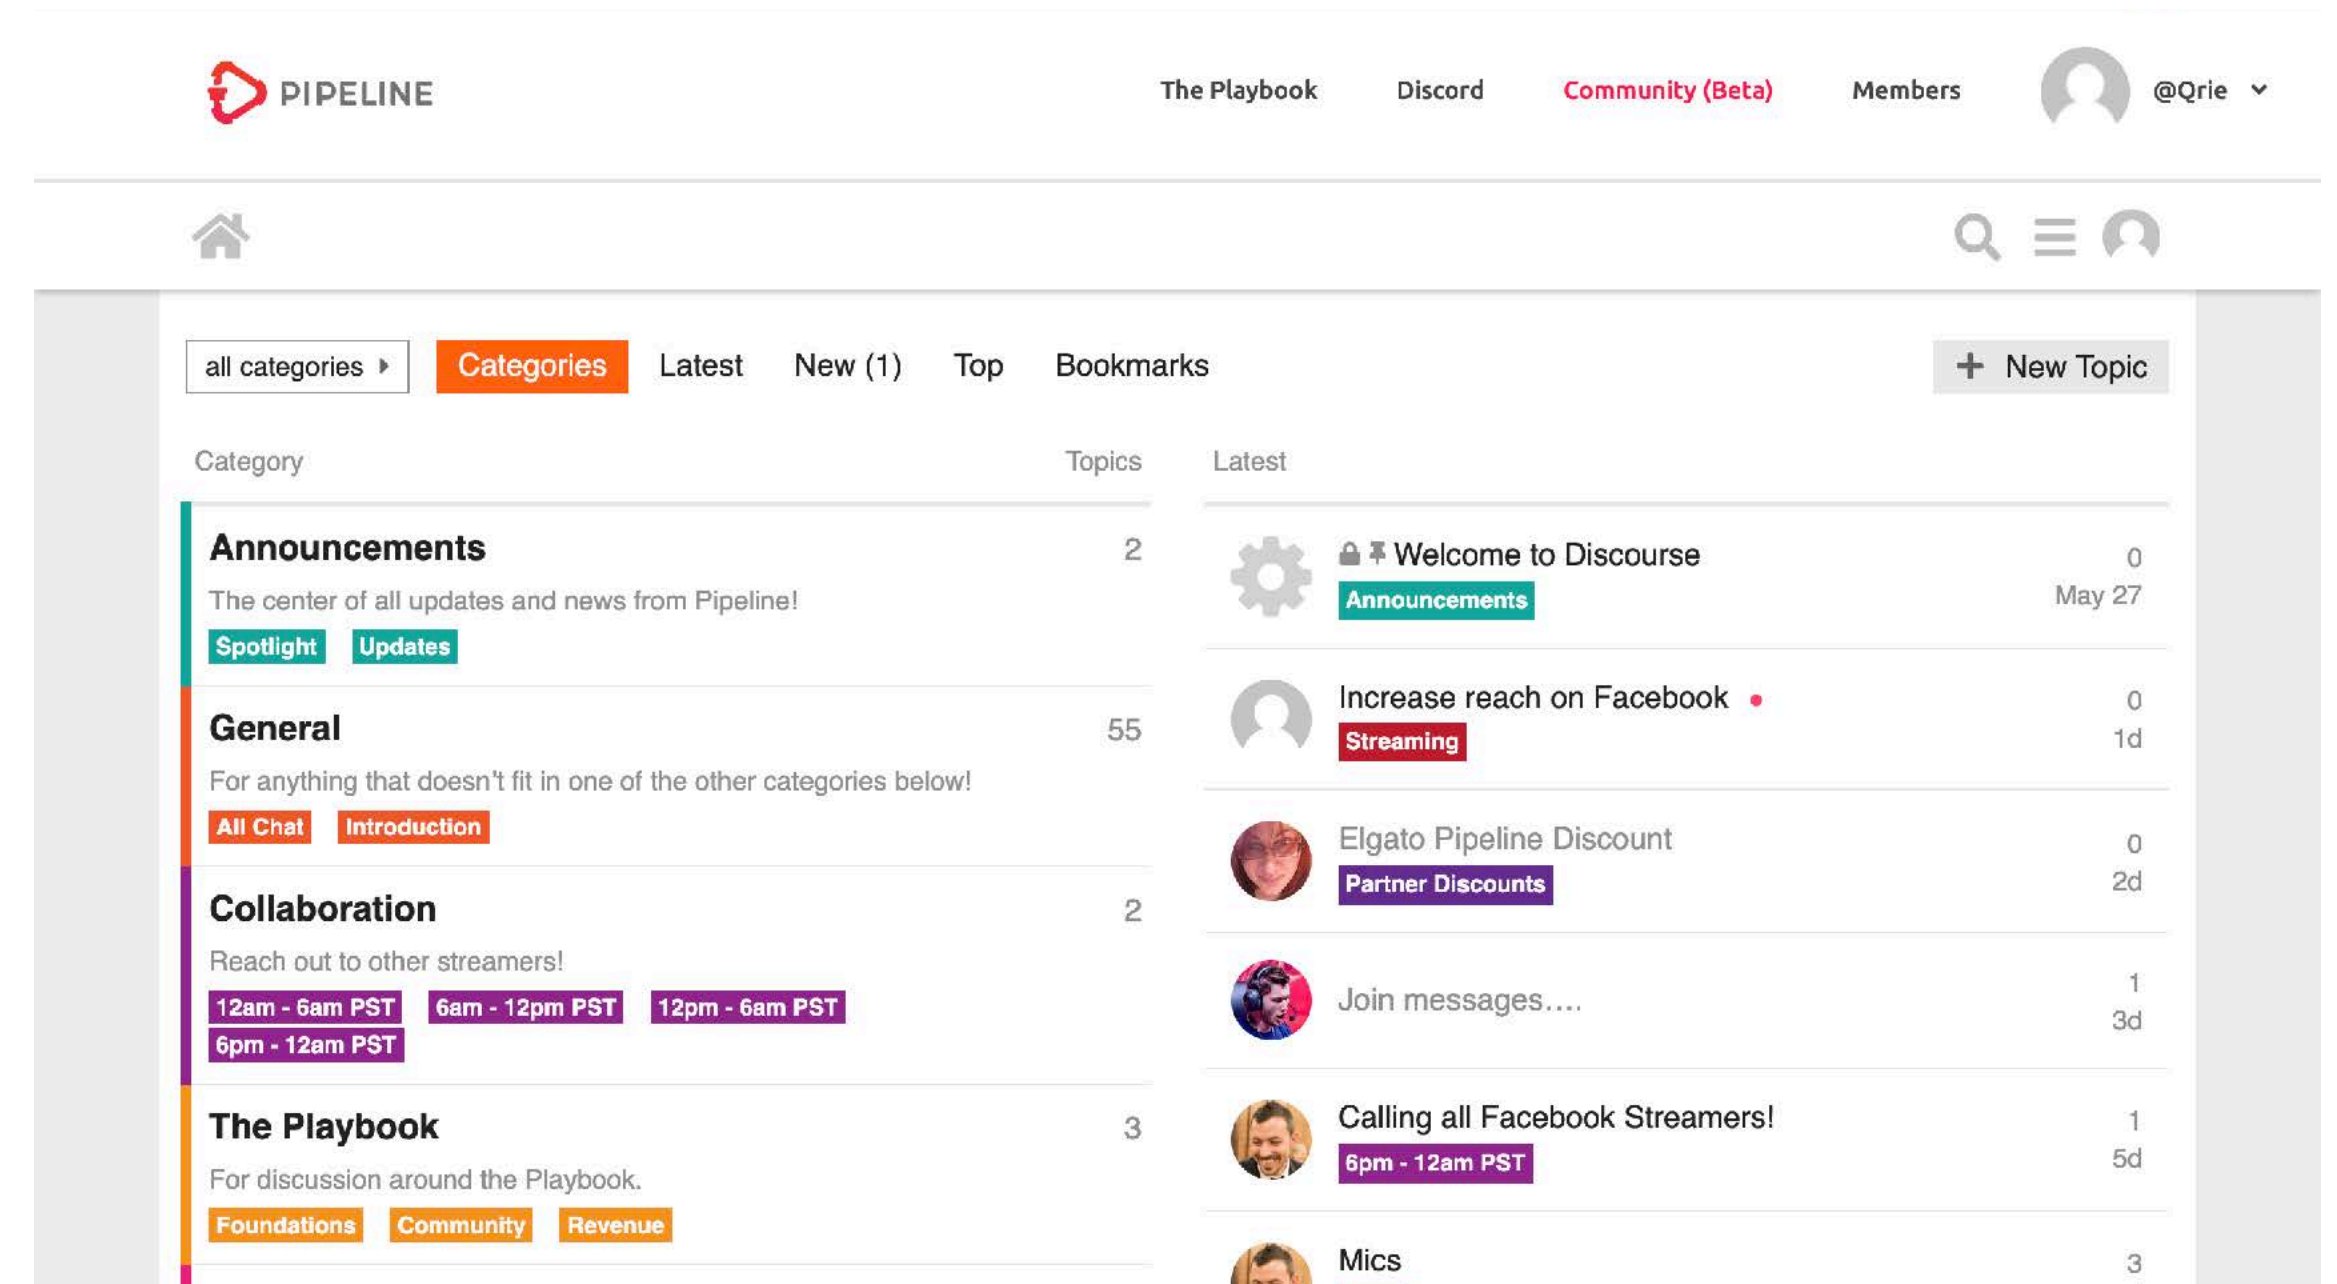 PIPELINE
The Playbook Discord Community (Beta) Members @Qrie
all categories Categories Latest New (1) Top Bookmarks + New Topic
Category Topics
Announcements 2
The center of all updates and news from Pipeline!
Spotlight Updates
General 55
For anything that doesn't fit in one of the other categories below!
All Chat Introduction
Collaboration 2
Reach out to other streamers!
12am - 6am PST 6am - 12pm PST 12pm - 6am PST
6pm - 12am PST
The Playbook 3
For discussion around the Playbook.
Foundations Community Revenue
Latest
Welcome to Discourse 0
Announcements May 27
Increase reach on Facebook 0
Streaming 1d
Elgato Pipeline Discount 0
Partner Discounts 2d
Join messages.... 1
3d
Calling all Facebook Streamers! 1
6pm - 12am PST 5d
Mics 3